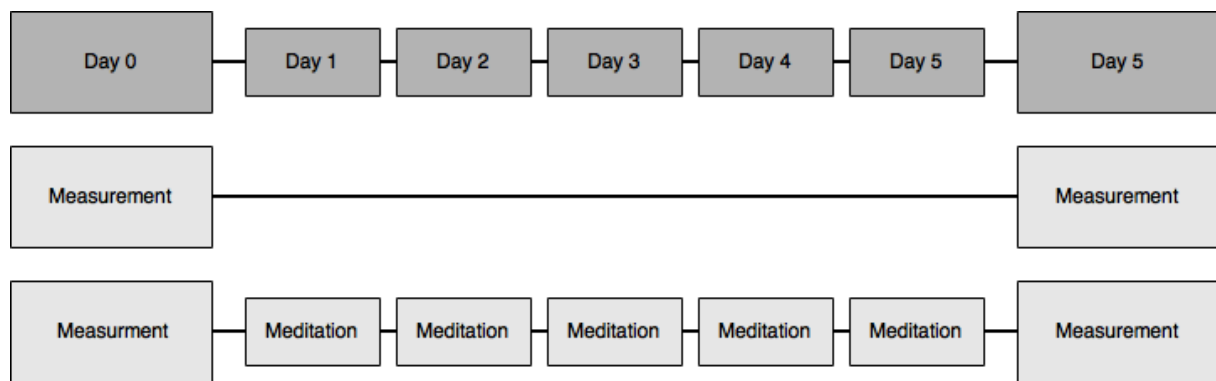 Day 0 Day 1 Day 2 Day 3 Day 4 Day 5 Day 5
Measurement Measurement
Measurment Meditation Meditation Meditation Meditation Meditation Measurement